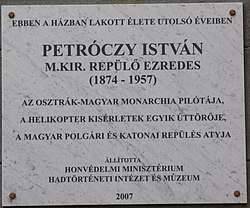 EBBEN A HÁZBAN LAKOTT ÉLETE UTOLSÓ ÉVEIBEN
PETRÓCZY ISTVÁN
M.KIR. REPÜLŐ EZREDES
(1874 - 1957)
AZ OSZTRÁK-MAGYAR MONARCHIA PILÓTÁJA,
A HELIKOPTER KISÉRLETEK EGYIK ÚTTÖRŐJE,
A MAGYAR POLGÁRI ÉS KATONAI REPÜLÉS ATYJA
ÁLLÍTOTTA
HONVÉDELMI MINISZTÉRIUM
HADTÖRTÉNETI INTÉZET ÉS MÚZEUM
2007